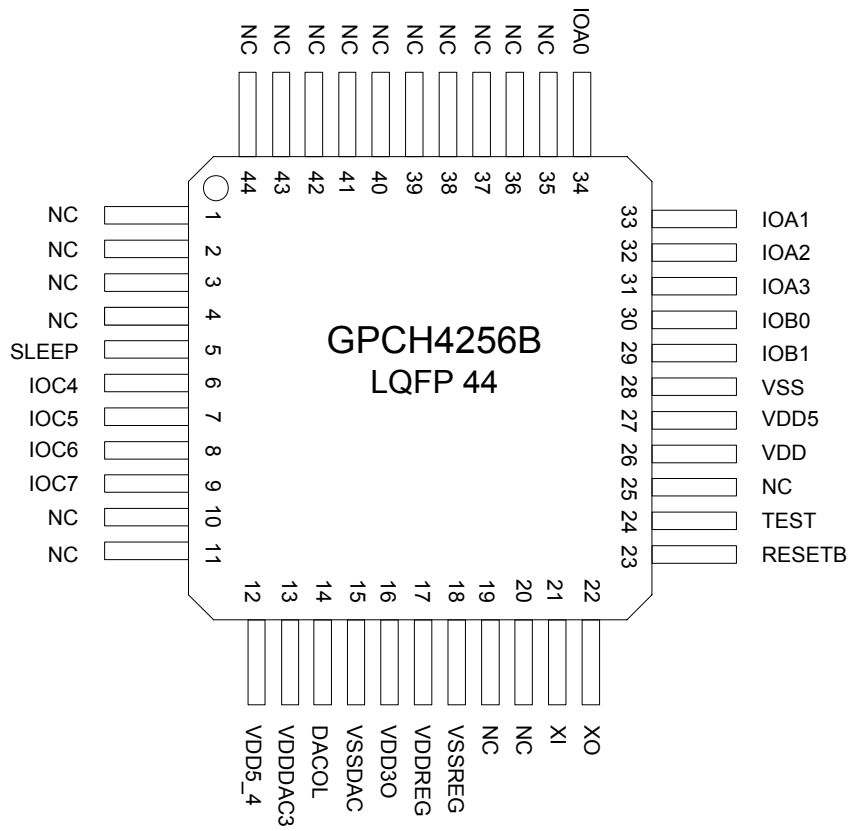 NC NC NC NC NC NC NC NC NC NC IOA0
44 43 42 41 40 39 38 37 36 35 34
NC 1
NC 2
NC 3
NC 4
SLEEP 5
IOC4 6
IOC5 7
IOC6 8
IOC7 9
NC 10
NC 11
GPCH4256B
LQFP 44
33 IOA1
32 IOA2
31 IOA3
30 IOB0
29 IOB1
28 VSS
27 VDD5
26 VDD
25 NC
24 TEST
23 RESETB
12 13 14 15 16 17 18 19 20 21 22
VDD5_4 VDDDAC3 DACOL VSSDAC VDD3O VDDREG VSSREG NC NC XI XO